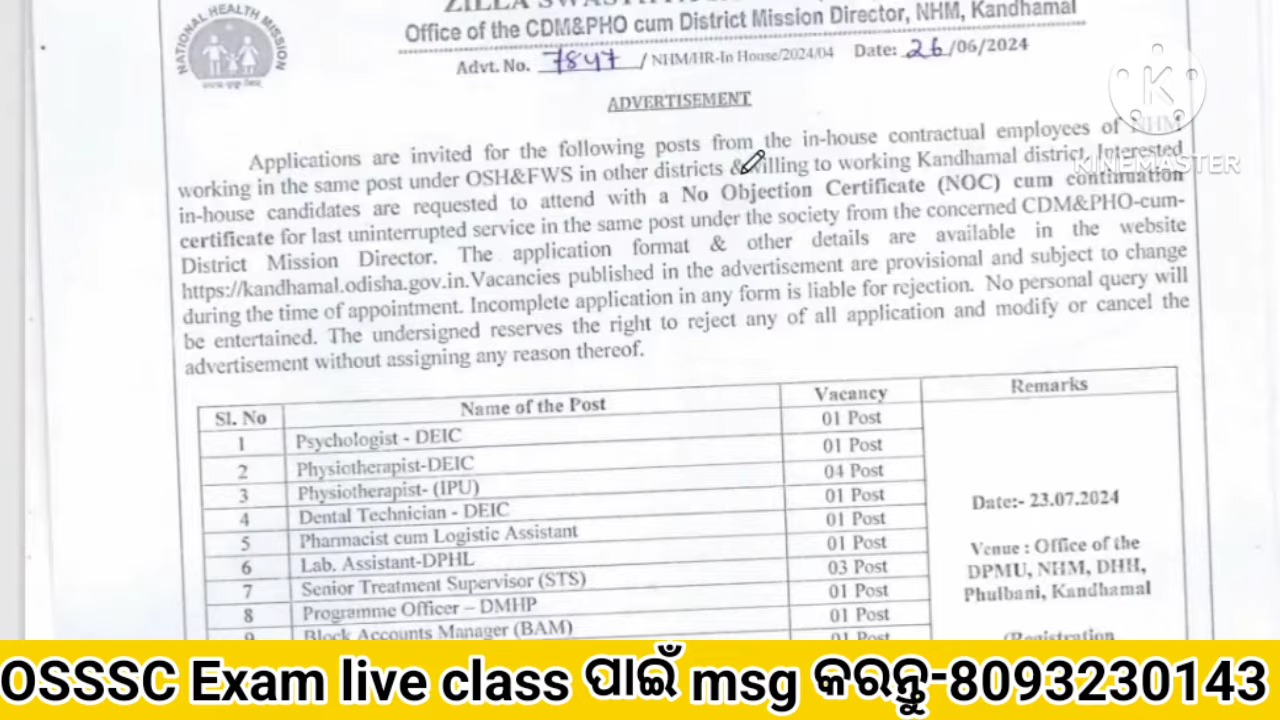 Office of the CDM&PHO cum District Mission Director, NHM, Kandhamal
NATIONAL HEALTH MISSION
Advt. No. 7847 / NHM/HR-In House/2024/04 Date: 26/06/2024
ADVERTISEMENT
Applications are invited for the following posts from the in-house contractual employees of NHM
working in the same post under OSH&FWS in other districts & willing to working Kandhamal district. Interested
in-house candidates are requested to attend with a No Objection Certificate (NOC) cum continuation
certificate for last uninterrupted service in the same post under the society from the concerned CDM&PHO-cum-
District Mission Director. The application format & other details are available in the website
https://kandhamal.odisha.gov.in.Vacancies published in the advertisement are provisional and subject to change
during the time of appointment. Incomplete application in any form is liable for rejection. No personal query will
be entertained. The undersigned reserves the right to reject any of all application and modify or cancel the
advertisement without assigning any reason thereof.
Sl. No Name of the Post Vacancy Remarks
1 Psychologist - DEIC 01 Post
2 Physiotherapist-DEIC 01 Post
3 Physiotherapist- (IPU) 04 Post
4 Dental Technician - DEIC 01 Post
5 Pharmacist cum Logistic Assistant 01 Post
6 Lab. Assistant-DPHL 01 Post
7 Senior Treatment Supervisor (STS) 03 Post
8 Programme Officer – DMHP 01 Post
9 Block Accounts Manager (BAM) 01 Post
01 Post
Date:- 23.07.2024
Venue : Office of the
DPMU, NHM, DHH,
Phulbani, Kandhamal
(Registration
K
KINEMASTER
OSSSC Exam live class ପାଇଁ msg କରନ୍ତୁ-8093230143